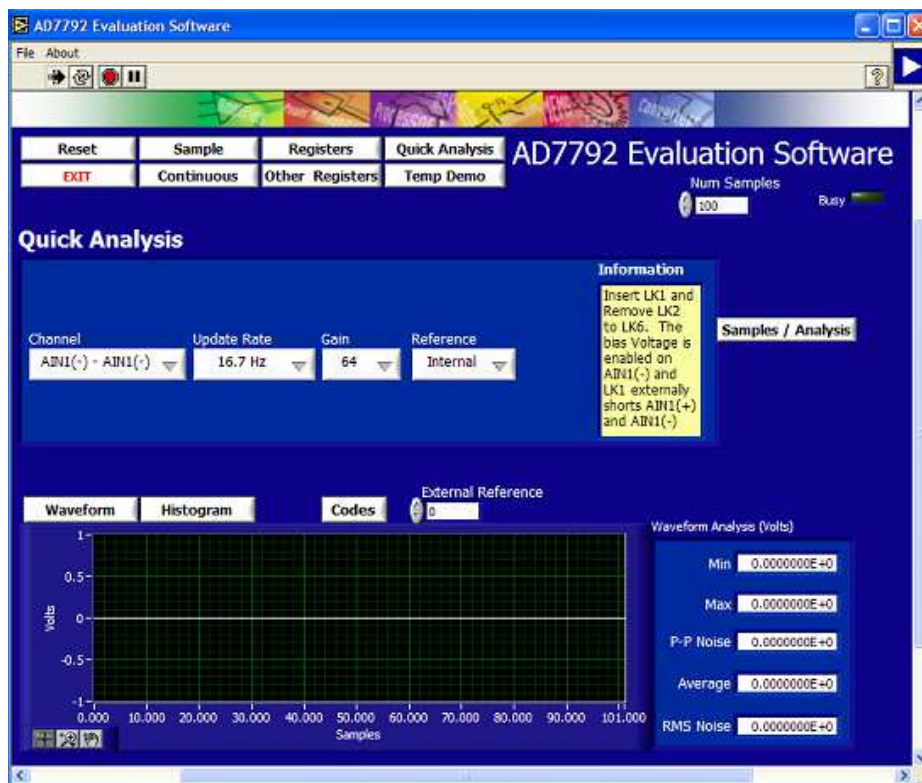 AD7792 Evaluation Software
File About
Reset Sample Registers Quick Analysis
EXIT Continuous Other Registers Temp Demo
AD7792 Evaluation Software
Num Samples
100
Busy
Quick Analysis
Channel
AIN1(-) - AIN1(-)
Update Rate
16.7 Hz
Gain
64
Reference
Internal
Information
Insert LK1 and
Remove LK2
to LK6. The
bias Voltage is
enabled on
AIN1(-) and
LK1 externally
shorts AIN1(+)
and AIN1(-)
Samples / Analysis
Waveform Histogram Codes
External Reference
0
Volts
1
0.5
0
-0.5
-1
0.000 10.000 20.000 30.000 40.000 50.000 60.000 70.000 80.000 90.000 101.000
Samples
Waveform Analysis (Volts)
Min 0.0000000E+0
Max 0.0000000E+0
P-P Noise 0.0000000E+0
Average 0.0000000E+0
RMS Noise 0.0000000E+0